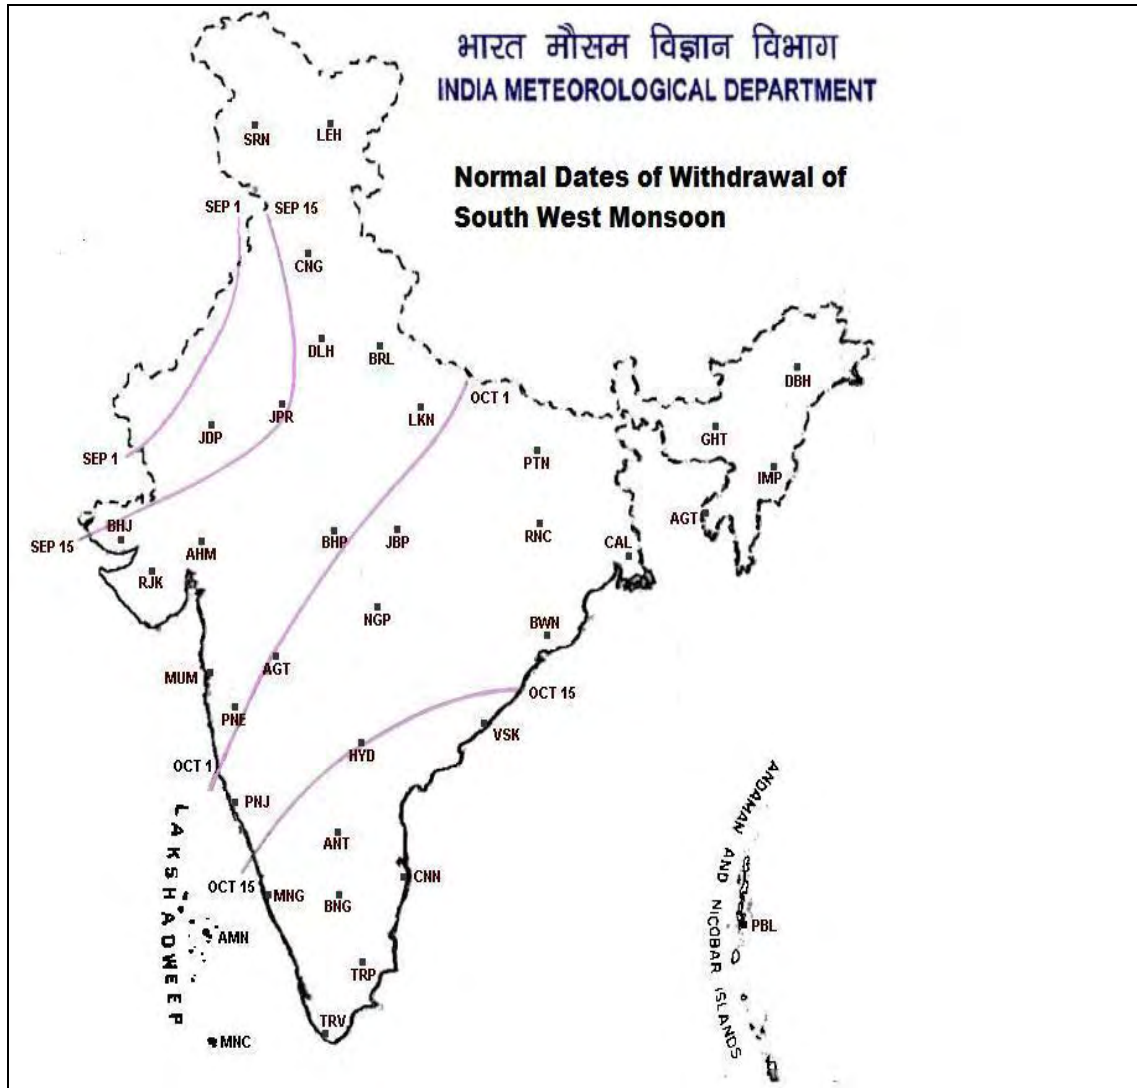 भारत मौसम विज्ञान विभाग
INDIA METEOROLOGICAL DEPARTMENT
SRN
LEH
Normal Dates of Withdrawal of
South West Monsoon
SEP 1
SEP 15
CNG
DLH
BRL
DBH
OCT 1
LKN
JPR
JDP
GHT
SEP 1
PTN
IMP
AGT
BHJ
SEP 15
AHM
BHP
JBP
RNC
CAL
RJK
NGP
BWN
AGT
MUM
OCT 15
PNE
VSK
HYD
OCT 1
PNJ
ANT
CNN
OCT 15
MNG
BNG
LAKSHADWEEP
AMN
PBL
ANDAMAN AND NICOBAR ISLANDS
TRP
TRV
MNC